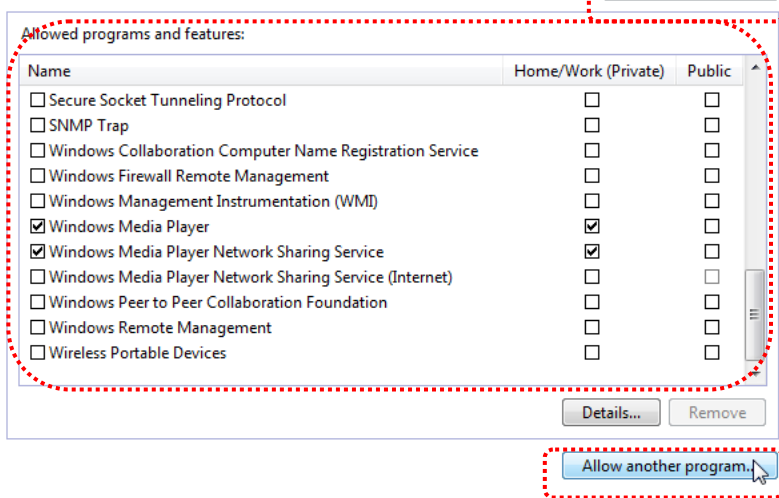 Allowed programs and features:
Name Home/Work (Private) Public
Secure Socket Tunneling Protocol
SNMP Trap
Windows Collaboration Computer Name Registration Service
Windows Firewall Remote Management
Windows Management Instrumentation (WMI)
Windows Media Player
Windows Media Player Network Sharing Service
Windows Media Player Network Sharing Service (Internet)
Windows Peer to Peer Collaboration Foundation
Windows Remote Management
Wireless Portable Devices
Details... Remove
Allow another program...